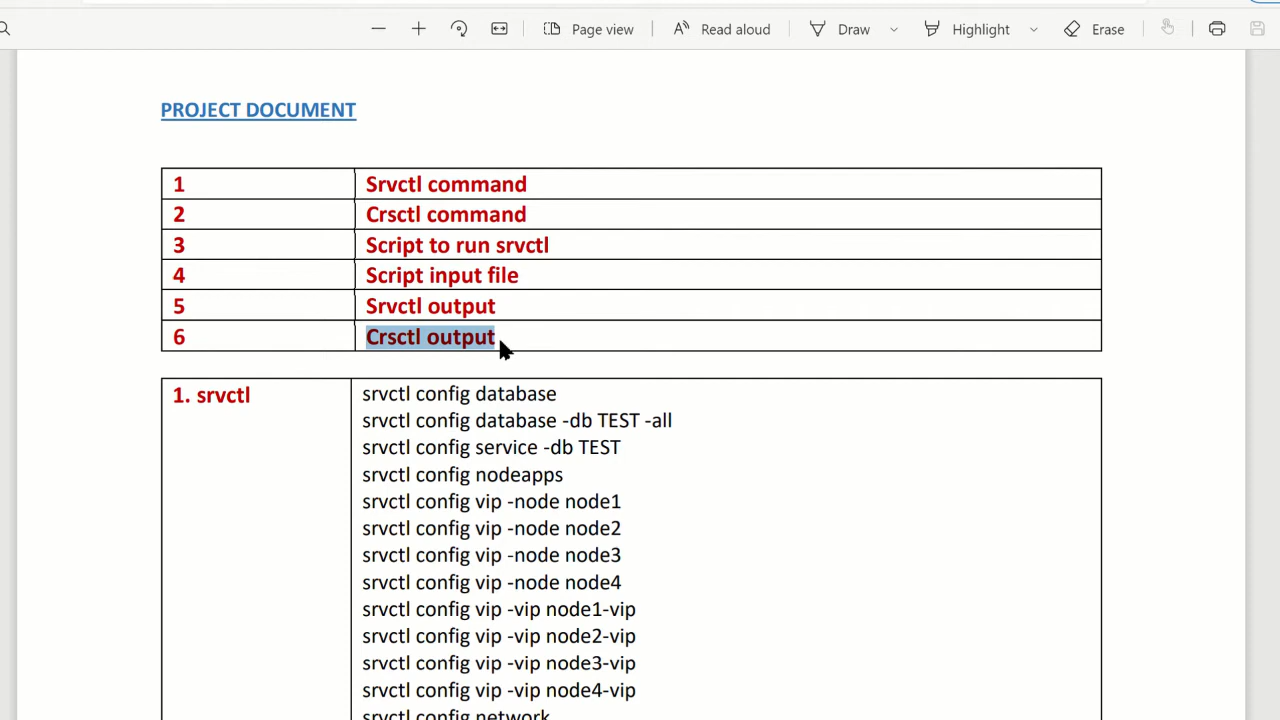 Page view
Read aloud
Draw
Highlight
Erase
PROJECT DOCUMENT
1 Srvctl command
2 Crsctl command
3 Script to run srvctl
4 Script input file
5 Srvctl output
6 Crsctl output
1. srvctl
srvctl config database
srvctl config database -db TEST -all
srvctl config service -db TEST
srvctl config nodeapps
srvctl config vip -node node1
srvctl config vip -node node2
srvctl config vip -node node3
srvctl config vip -node node4
srvctl config vip -vip node1-vip
srvctl config vip -vip node2-vip
srvctl config vip -vip node3-vip
srvctl config vip -vip node4-vip
srvctl config network